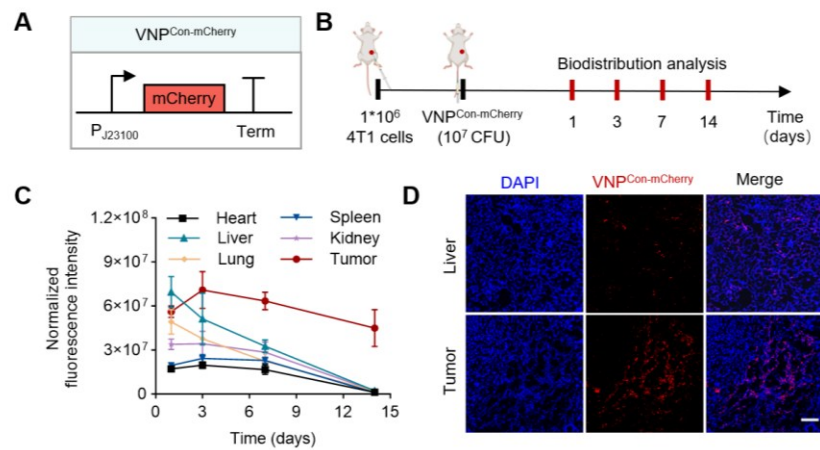 A
VNP^Con-mCherry
mCherry
P_J23100
Term
B
Biodistribution analysis
1*10^6
4T1 cells
VNP^Con-mCherry
(10^7 CFU)
1
3
7
14
Time
(days)
C
Normalized
fluorescence intensity
1.2×10^8
9×10^7
6×10^7
3×10^7
0
Heart
Liver
Lung
Spleen
Kidney
Tumor
0
3
6
9
12
15
Time (days)
D
DAPI
VNP^Con-mCherry
Merge
Liver
Tumor